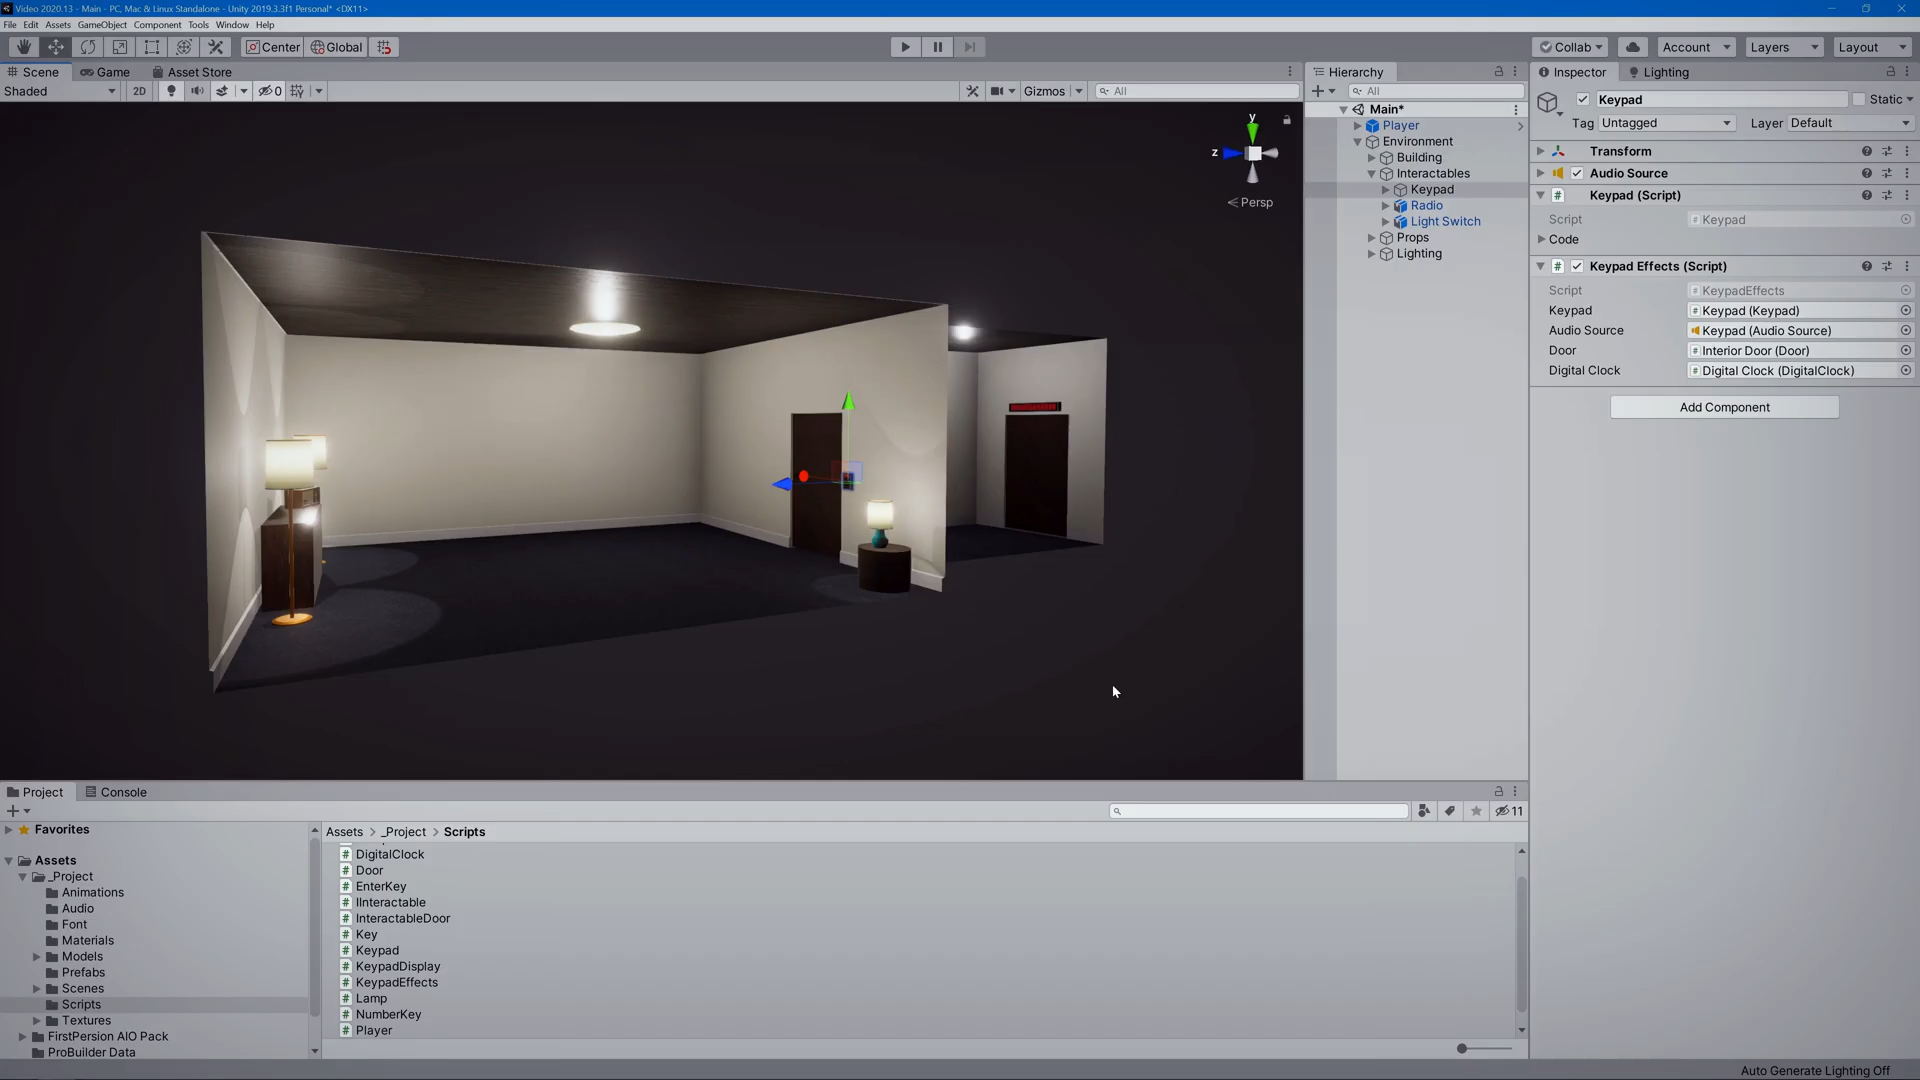 Video 2020.13 - Main - PC, Mac & Linux Standalone - Unity 2019.3.3f1 Personal* <DX11>
File Edit Assets GameObject Component Tools Window Help
Center Global
Collab Account Layers Layout
Scene Game Asset Store
Shaded 2D 0 Gizmos All
y
z
Persp
Hierarchy
All
Main*
Player
Environment
Building
Interactables
Keypad
Radio
Light Switch
Props
Lighting
Inspector Lighting
Keypad Static
Tag Untagged Layer Default
Transform
Audio Source
Keypad (Script)
Script Keypad
Code
Keypad Effects (Script)
Script KeypadEffects
Keypad Keypad (Keypad)
Audio Source Keypad (Audio Source)
Door Interior Door (Door)
Digital Clock Digital Clock (DigitalClock)
Add Component
Project Console
11
Favorites
Assets
_Project
Animations
Audio
Font
Materials
Models
Prefabs
Scenes
Scripts
Textures
FirstPersion AIO Pack
ProBuilder Data
Assets > _Project > Scripts
DigitalClock
Door
EnterKey
IInteractable
InteractableDoor
Key
Keypad
KeypadDisplay
KeypadEffects
Lamp
NumberKey
Player
Auto Generate Lighting Off